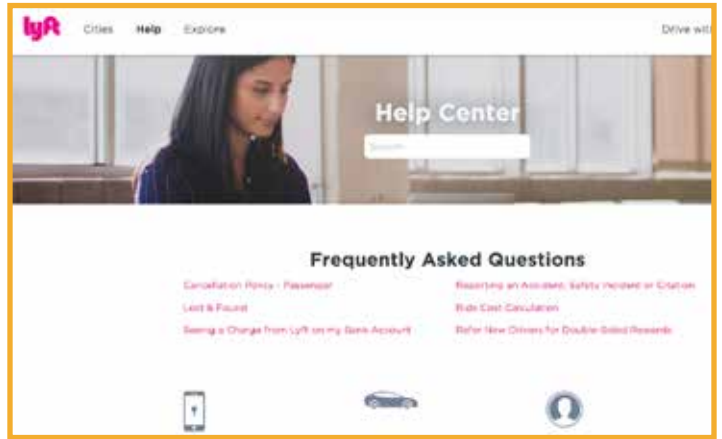 lyft Cities Help Explore Drive with
Help Center
Search
Frequently Asked Questions
Cancellation Policy - Passenger
Reporting an Accident, Safety Incident or Citation
Lost & Found
Ride Cost Calculation
Seeing a Charge from Lyft on my Bank Account
Refer New Drivers for Double-Sided Rewards